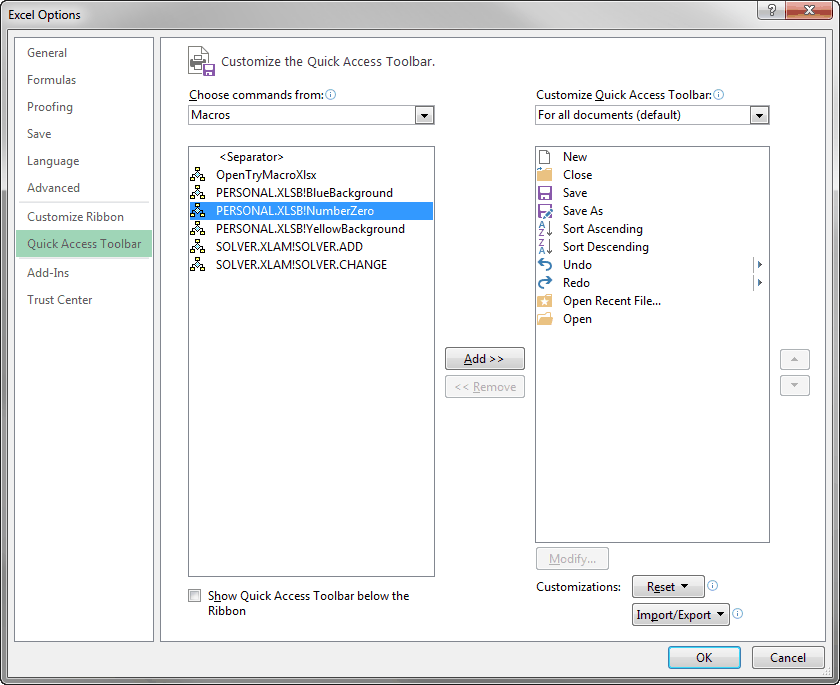 Excel Options
General
Formulas
Proofing
Save
Language
Advanced
Customize Ribbon
Quick Access Toolbar
Add-Ins
Trust Center
Customize the Quick Access Toolbar.
Choose commands from:
Macros
<Separator>
OpenTryMacroXlsx
PERSONAL.XLSB!BlueBackground
PERSONAL.XLSB!NumberZero
PERSONAL.XLSB!YellowBackground
SOLVER.XLAM!SOLVER.ADD
SOLVER.XLAM!SOLVER.CHANGE
Show Quick Access Toolbar below the
Ribbon
Add >>
<< Remove
Customize Quick Access Toolbar:
For all documents (default)
New
Close
Save
Save As
Sort Ascending
Sort Descending
Undo
Redo
Open Recent File...
Open
Modify...
Customizations:
Reset
Import/Export
OK
Cancel